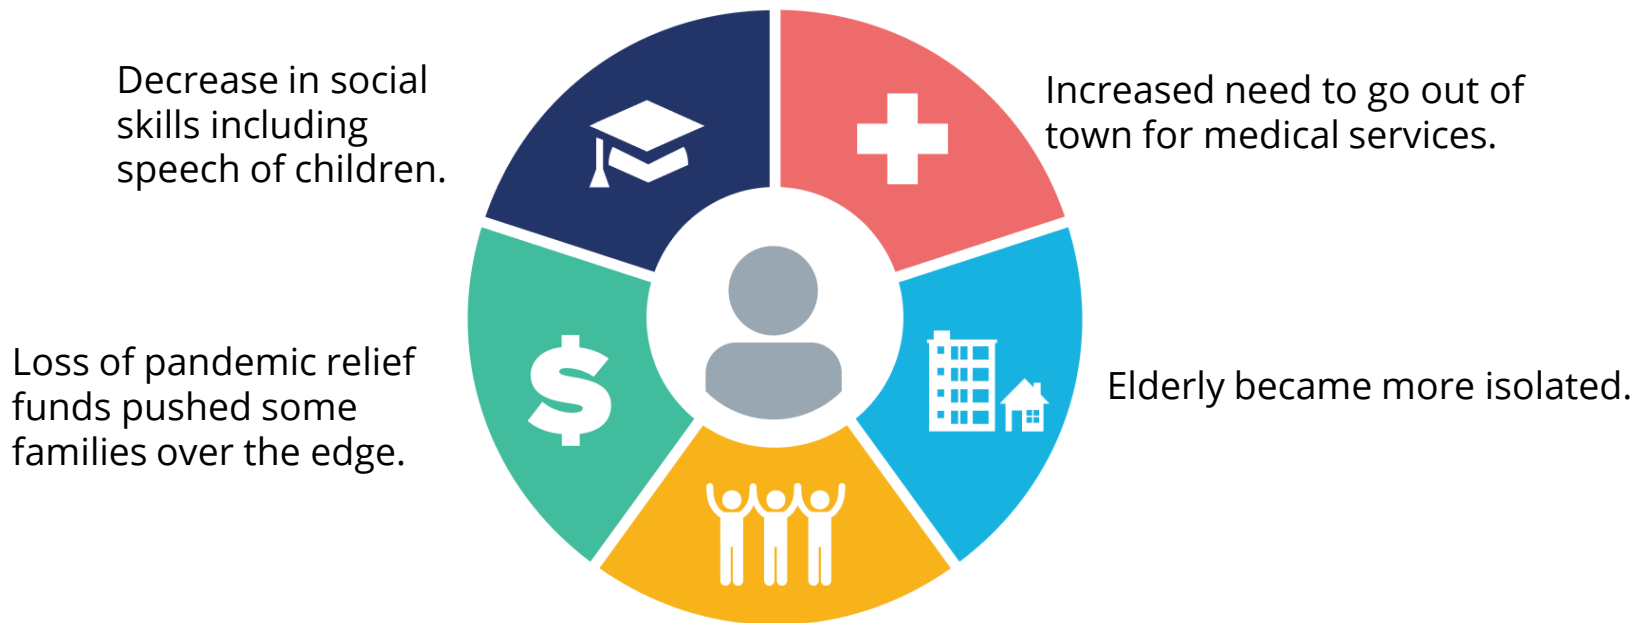 Decrease in social
skills including
speech of children.
Increased need to go out of
town for medical services.
Loss of pandemic relief
funds pushed some
families over the edge.
Elderly became more isolated.
$